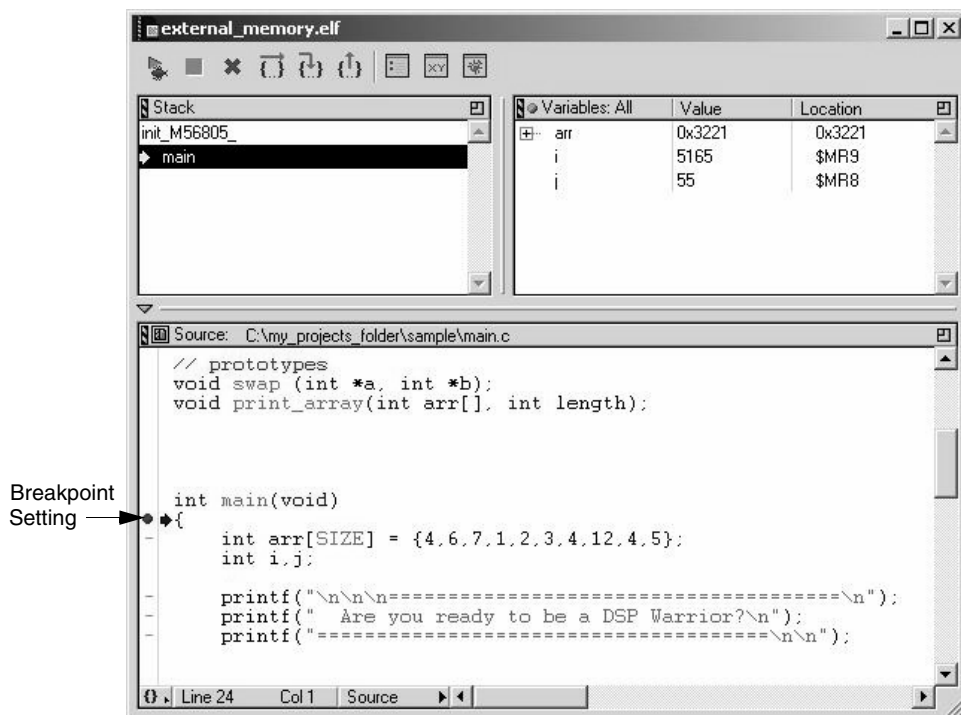 external_memory.elf
Stack
init_M56805_
main
Variables: All Value Location
arr 0x3221 0x3221
i 5165 $MR9
j 55 $MR8
Source: C:\my_projects_folder\sample\main.c
// prototypes
void swap (int *a, int *b);
void print_array(int arr[], int length);
int main(void)
Breakpoint
Setting
{
int arr[SIZE] = {4,6,7,1,2,3,4,12,4,5};
int i,j;
printf("\n\n\n========================================\n");
printf("  Are you ready to be a DSP Warrior?\n");
printf("========================================\n\n");
{} Line 24 Col 1 Source